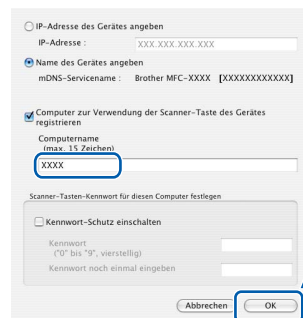 IP-Adresse des Gerätes angeben
IP-Adresse : XXX.XXX.XXX.XXX
Name des Gerätes angeben
mDNS-Servicename : Brother MFC-XXXX [XXXXXXXXXXXX]
Computer zur Verwendung der Scanner-Taste des Gerätes
registrieren
Computername
(max. 15 Zeichen)
XXXX
Scanner-Tasten-Kennwort für diesen Computer festlegen
Kennwort-Schutz einschalten
Kennwort
("0" bis "9", vierstellig)
Kennwort noch einmal eingeben
Abbrechen OK